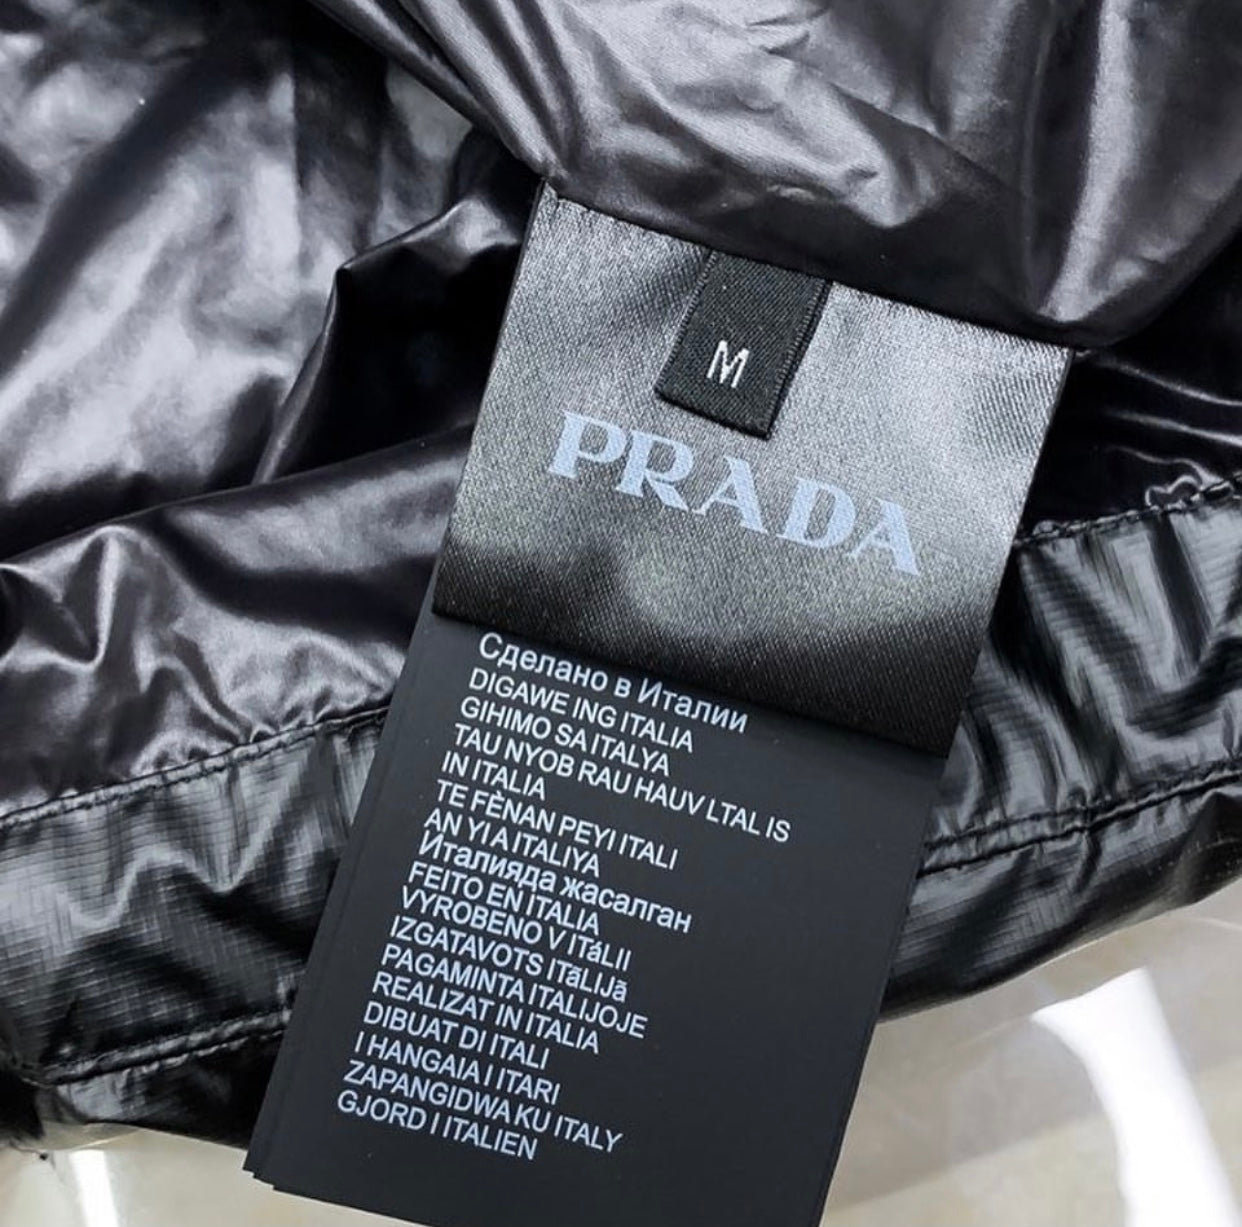 M
PRADA
Сделано в Италии
DIGAWE ING ITALIA
GIHIMO SA ITALYA
TAU NYOB RAU HAUV LTAL IS
IN ITALIA
TE FÈNAN PEYI ITALI
AN YI A ITALIYA
Италияда жасалган
FEITO EN ITALIA
VYROBENO V ITáLII
IZGATAVOTS ITāLIJā
PAGAMINTA ITALIJOJE
REALIZAT IN ITALIA
DIBUAT DI ITALI
I HANGAIA I ITARI
ZAPANGIDWA KU ITALY
GJORD I ITALIEN